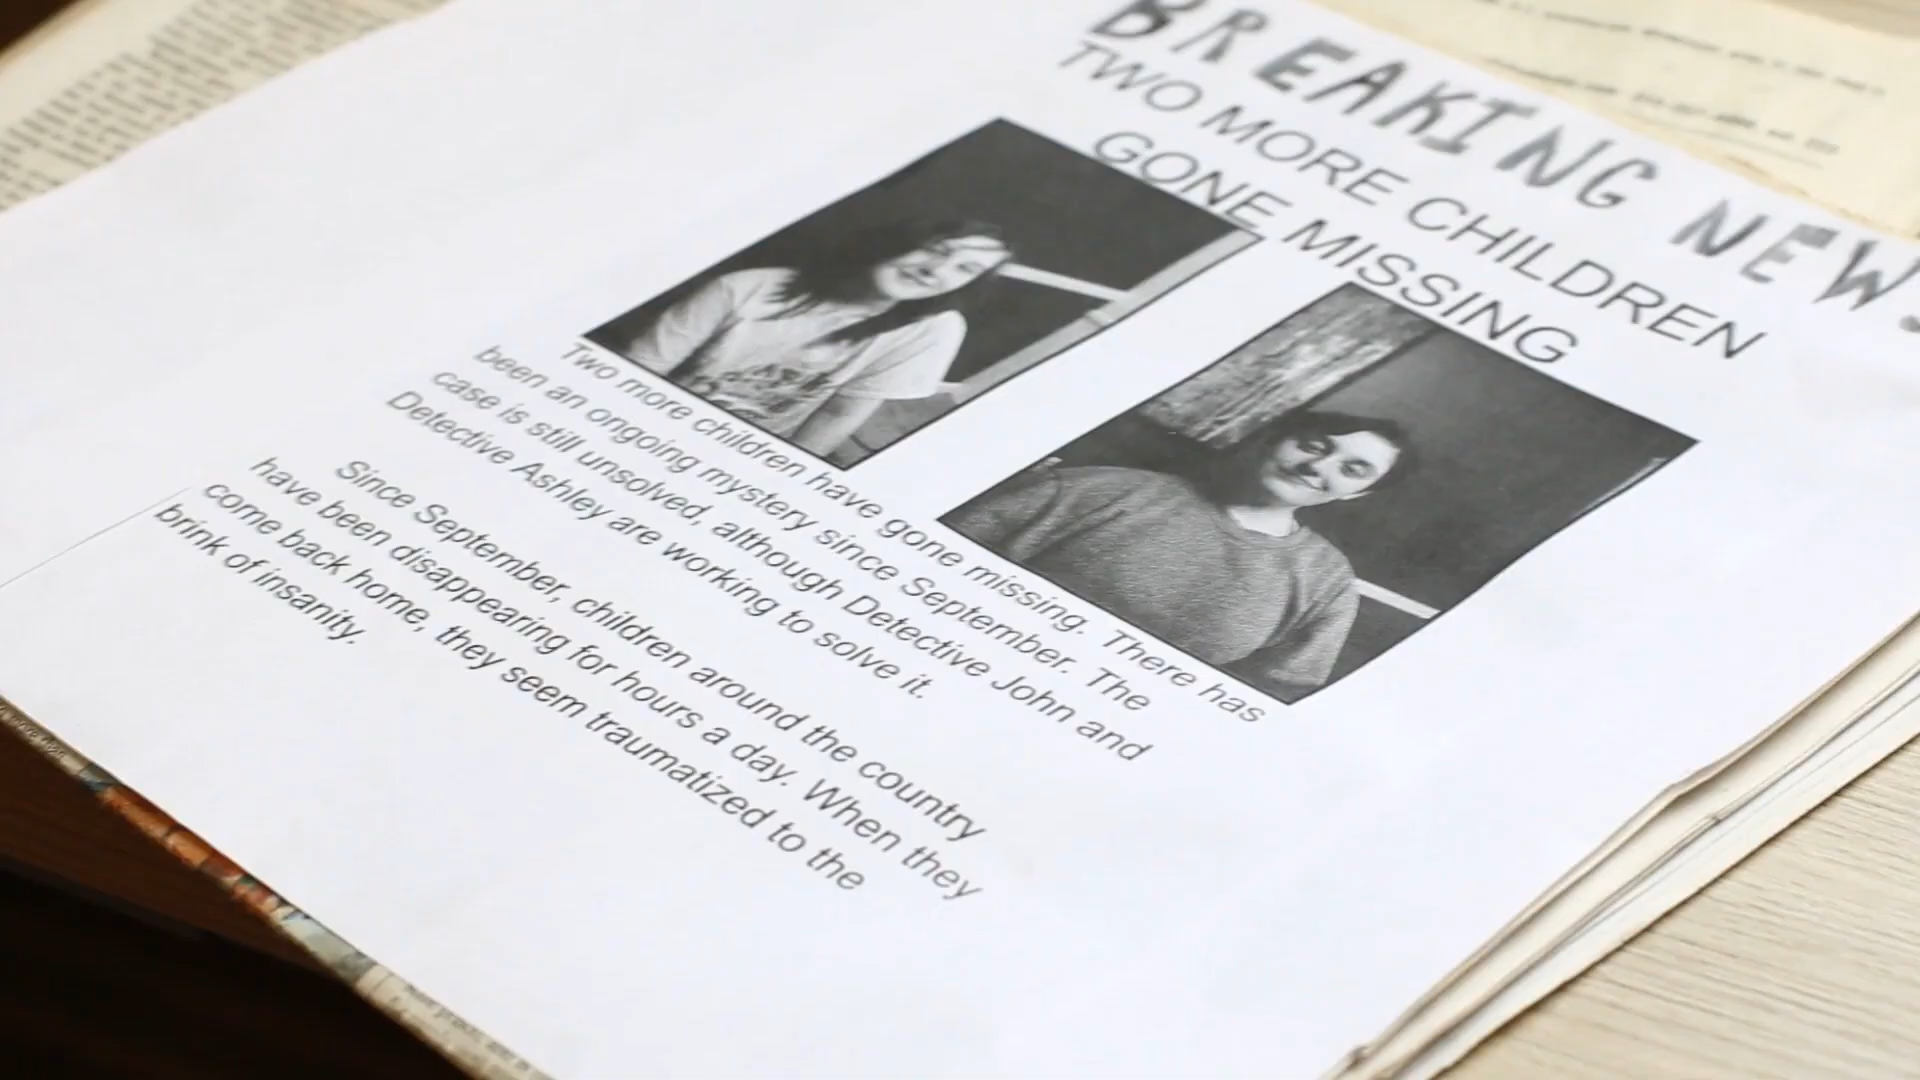 BREAKING NEWS
TWO MORE CHILDREN
GONE MISSING
Two more children have gone missing. There has
been an ongoing mystery since September. The
case is still unsolved, although Detective John and
Detective Ashley are working to solve it.
Since September, children around the country
have been disappearing for hours a day. When they
come back home, they seem traumatized to the
brink of insanity.